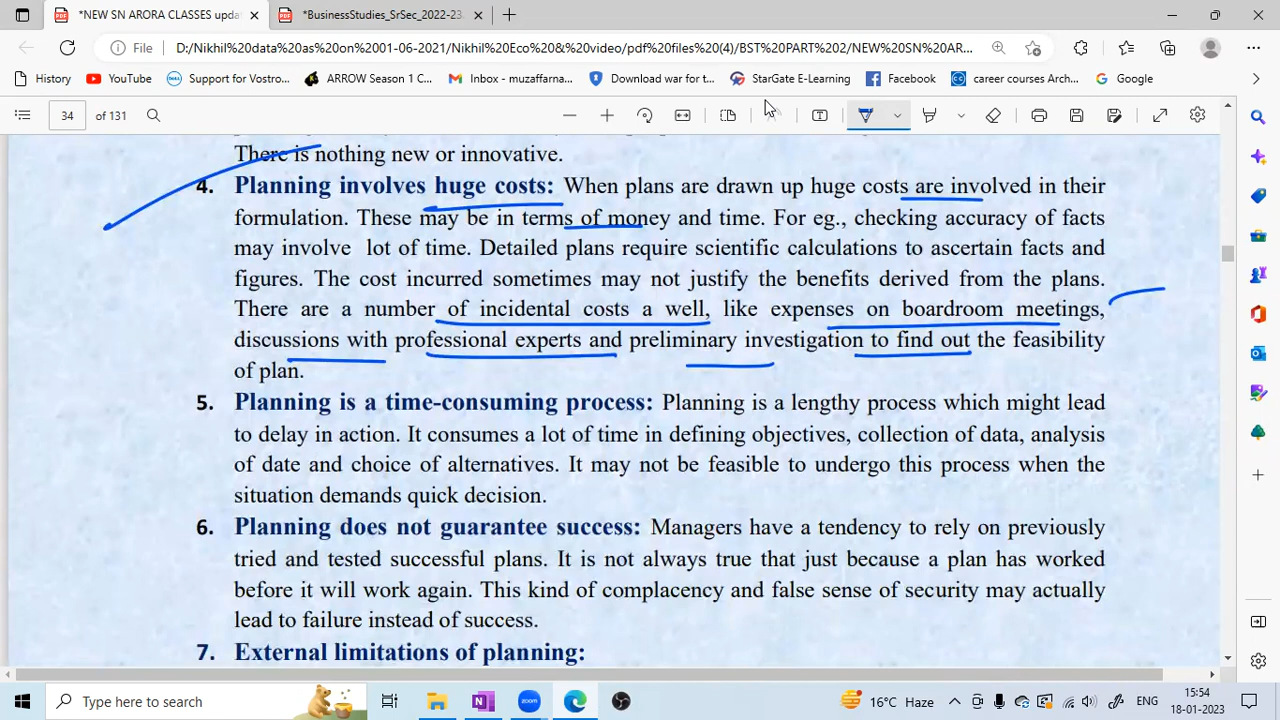 *NEW SN ARORA CLASSES upda
*BusinessStudies_SrSec_2022-23
File
D:/Nikhil%20data%20as%20on%2001-06-2021/Nikhil%20Eco%20&%20video/pdf%20files%20(4)/BST%20PART%202/NEW%20SN%20AR...
History
YouTube
Support for Vostro...
ARROW Season 1 C...
Inbox - muzaffarna...
Download war for t...
StarGate E-Learning
Facebook
career courses Arch...
Google
34 of 131
There is nothing new or innovative.
4. Planning involves huge costs: When plans are drawn up huge costs are involved in their
formulation. These may be in terms of money and time. For eg., checking accuracy of facts
may involve lot of time. Detailed plans require scientific calculations to ascertain facts and
figures. The cost incurred sometimes may not justify the benefits derived from the plans.
There are a number of incidental costs a well, like expenses on boardroom meetings,
discussions with professional experts and preliminary investigation to find out the feasibility
of plan.
5. Planning is a time-consuming process: Planning is a lengthy process which might lead
to delay in action. It consumes a lot of time in defining objectives, collection of data, analysis
of date and choice of alternatives. It may not be feasible to undergo this process when the
situation demands quick decision.
6. Planning does not guarantee success: Managers have a tendency to rely on previously
tried and tested successful plans. It is not always true that just because a plan has worked
before it will work again. This kind of complacency and false sense of security may actually
lead to failure instead of success.
7. External limitations of planning:
Type here to search
zoom
16°C Haze
ENG
15:54
18-01-2023